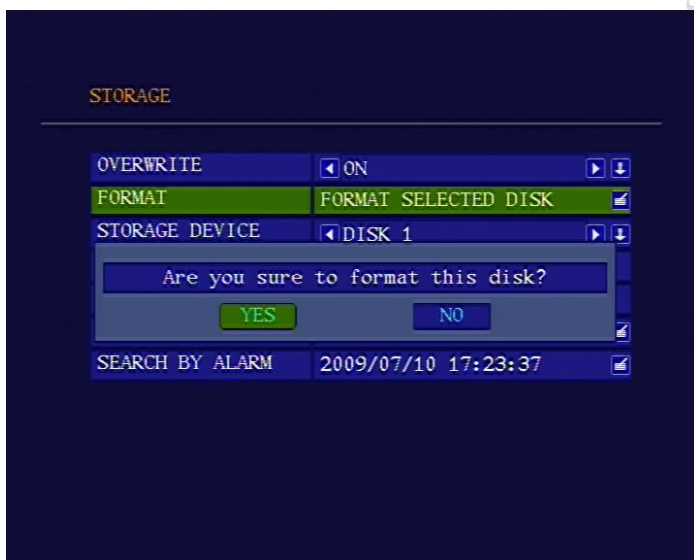 STORAGE
OVERWRITE ON
FORMAT FORMAT SELECTED DISK
STORAGE DEVICE DISK 1
Are you sure to format this disk?
YES NO
SEARCH BY ALARM 2009/07/10 17:23:37